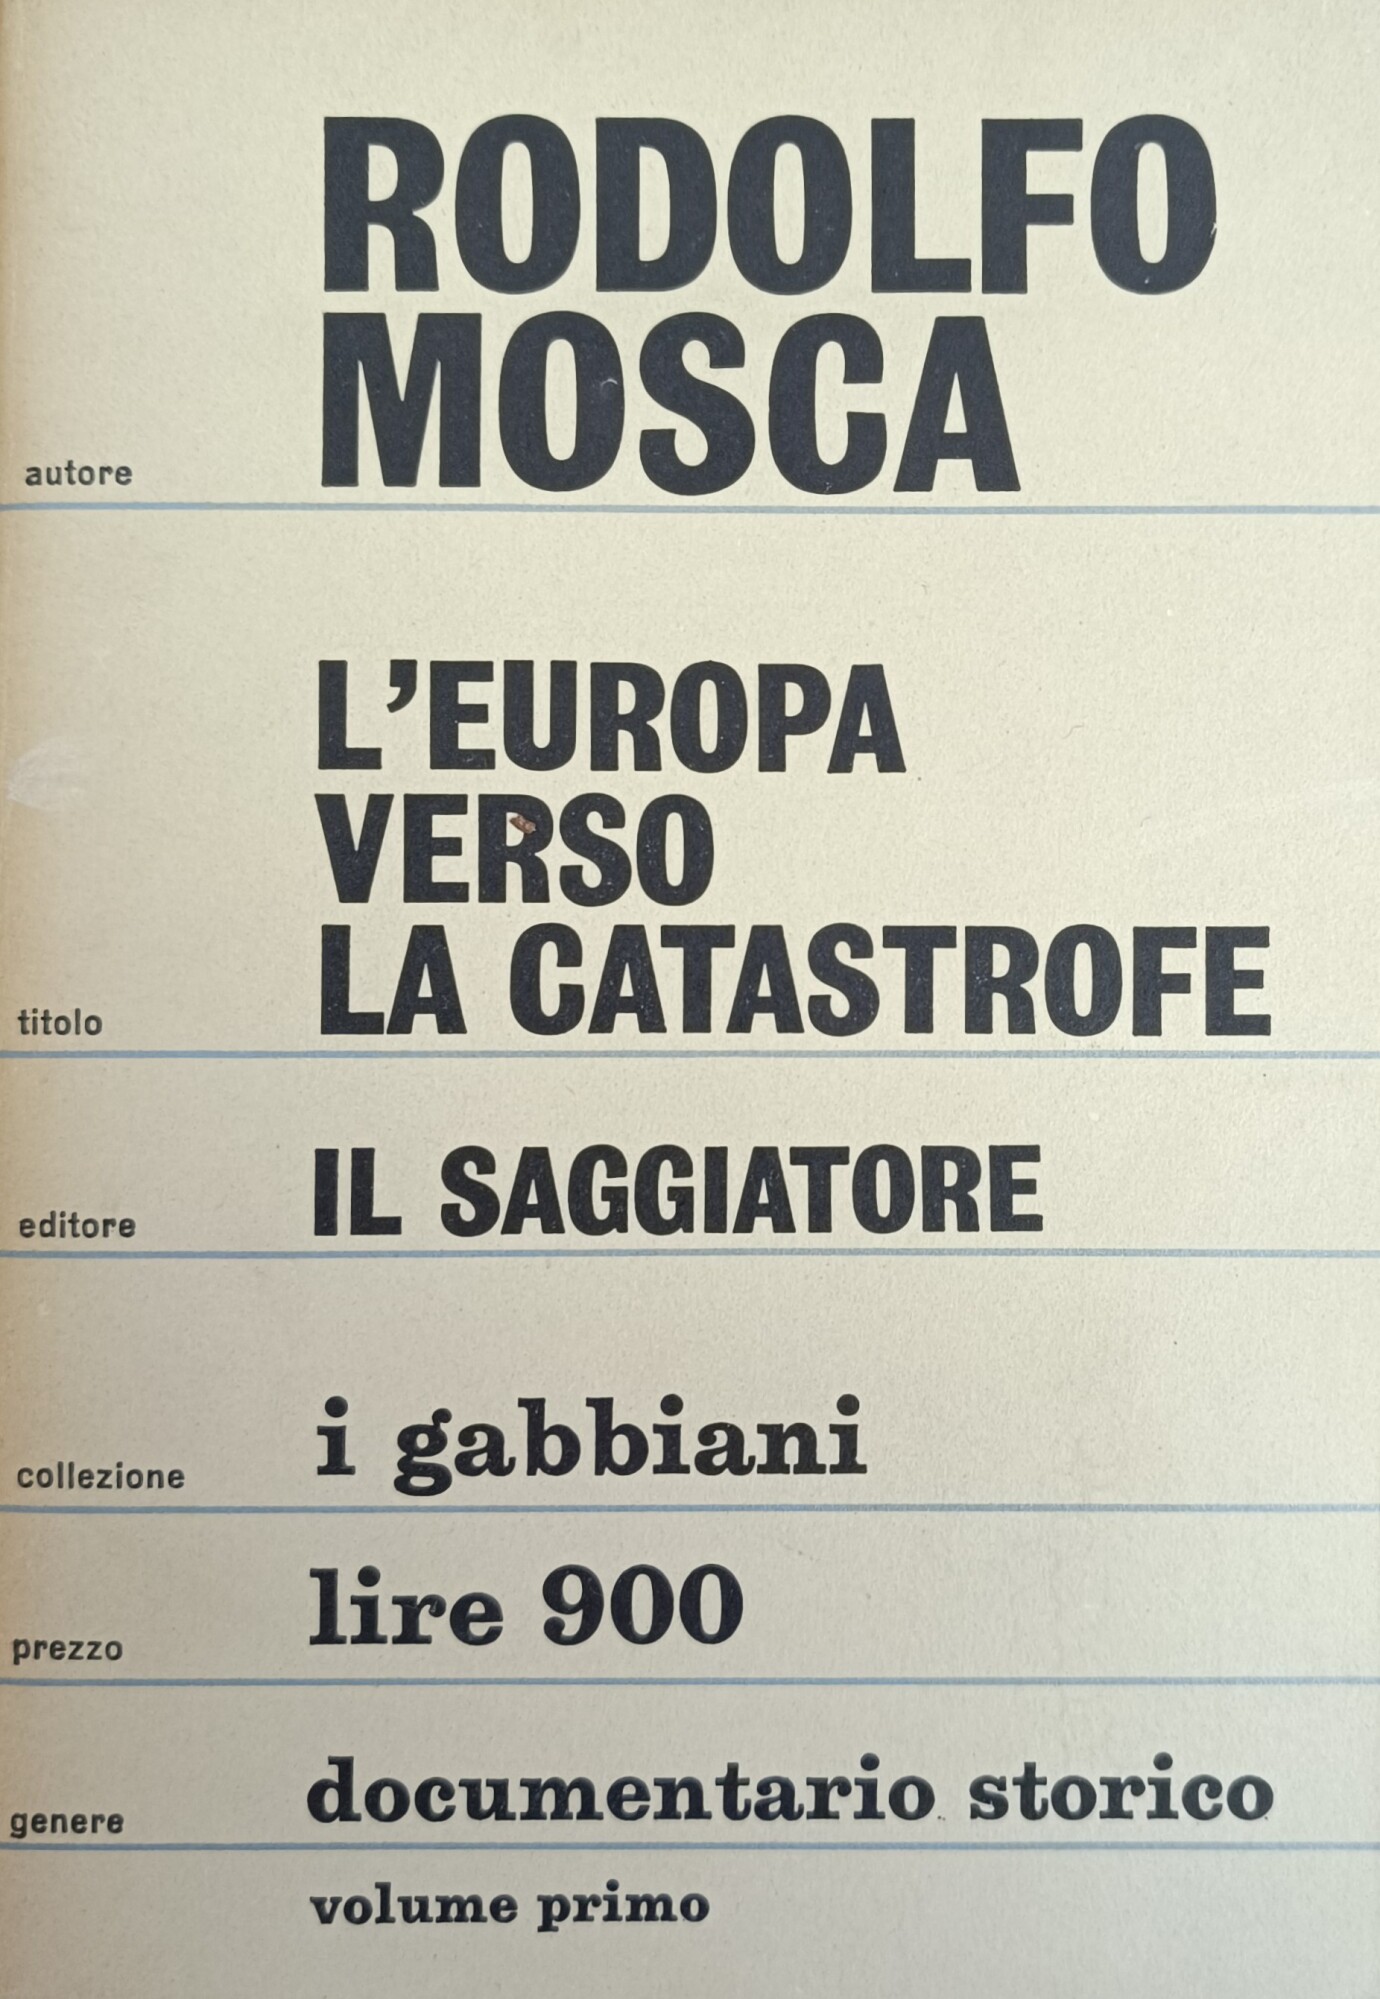 RODOLFO
MOSCA
autore
L'EUROPA
VERSO
LA CATASTROFE
titolo
IL SAGGIATORE
editore
i gabbiani
collezione
lire 900
prezzo
documentario storico
genere
volume primo